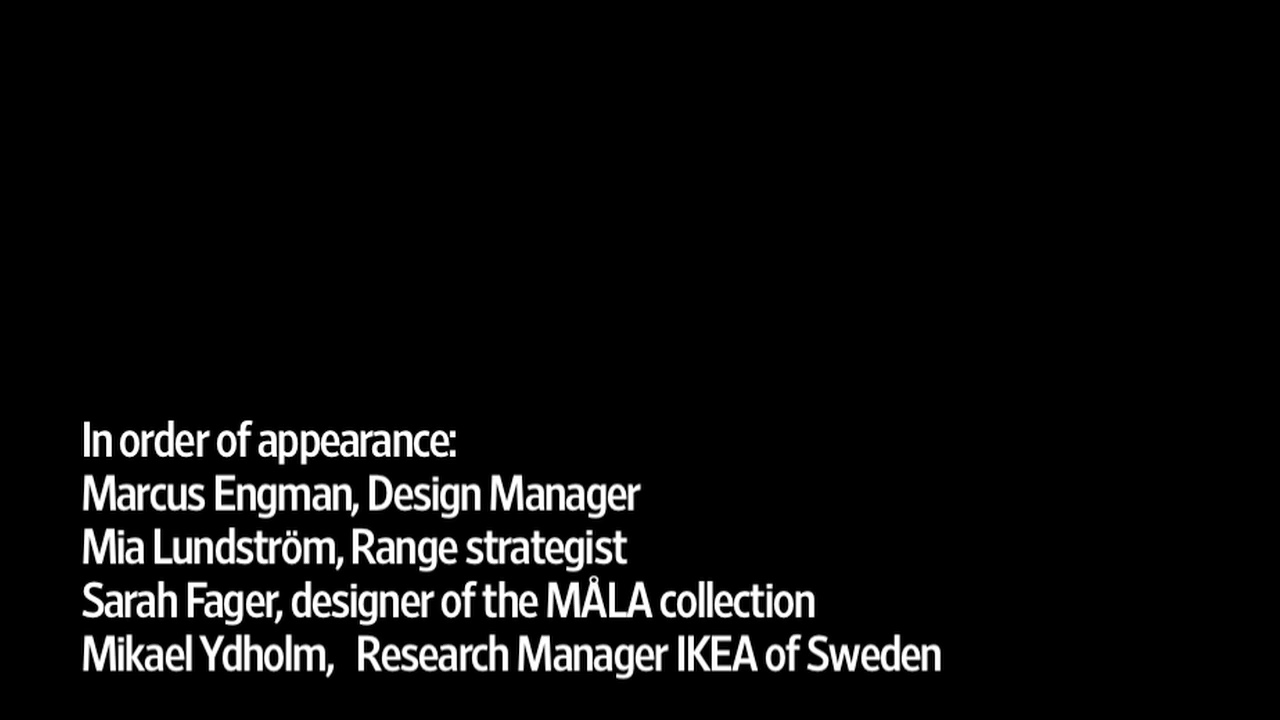 In order of appearance:
Marcus Engman, Design Manager
Mia Lundström, Range strategist
Sarah Fager, designer of the MÅLA collection
Mikael Ydholm,   Research Manager IKEA of Sweden